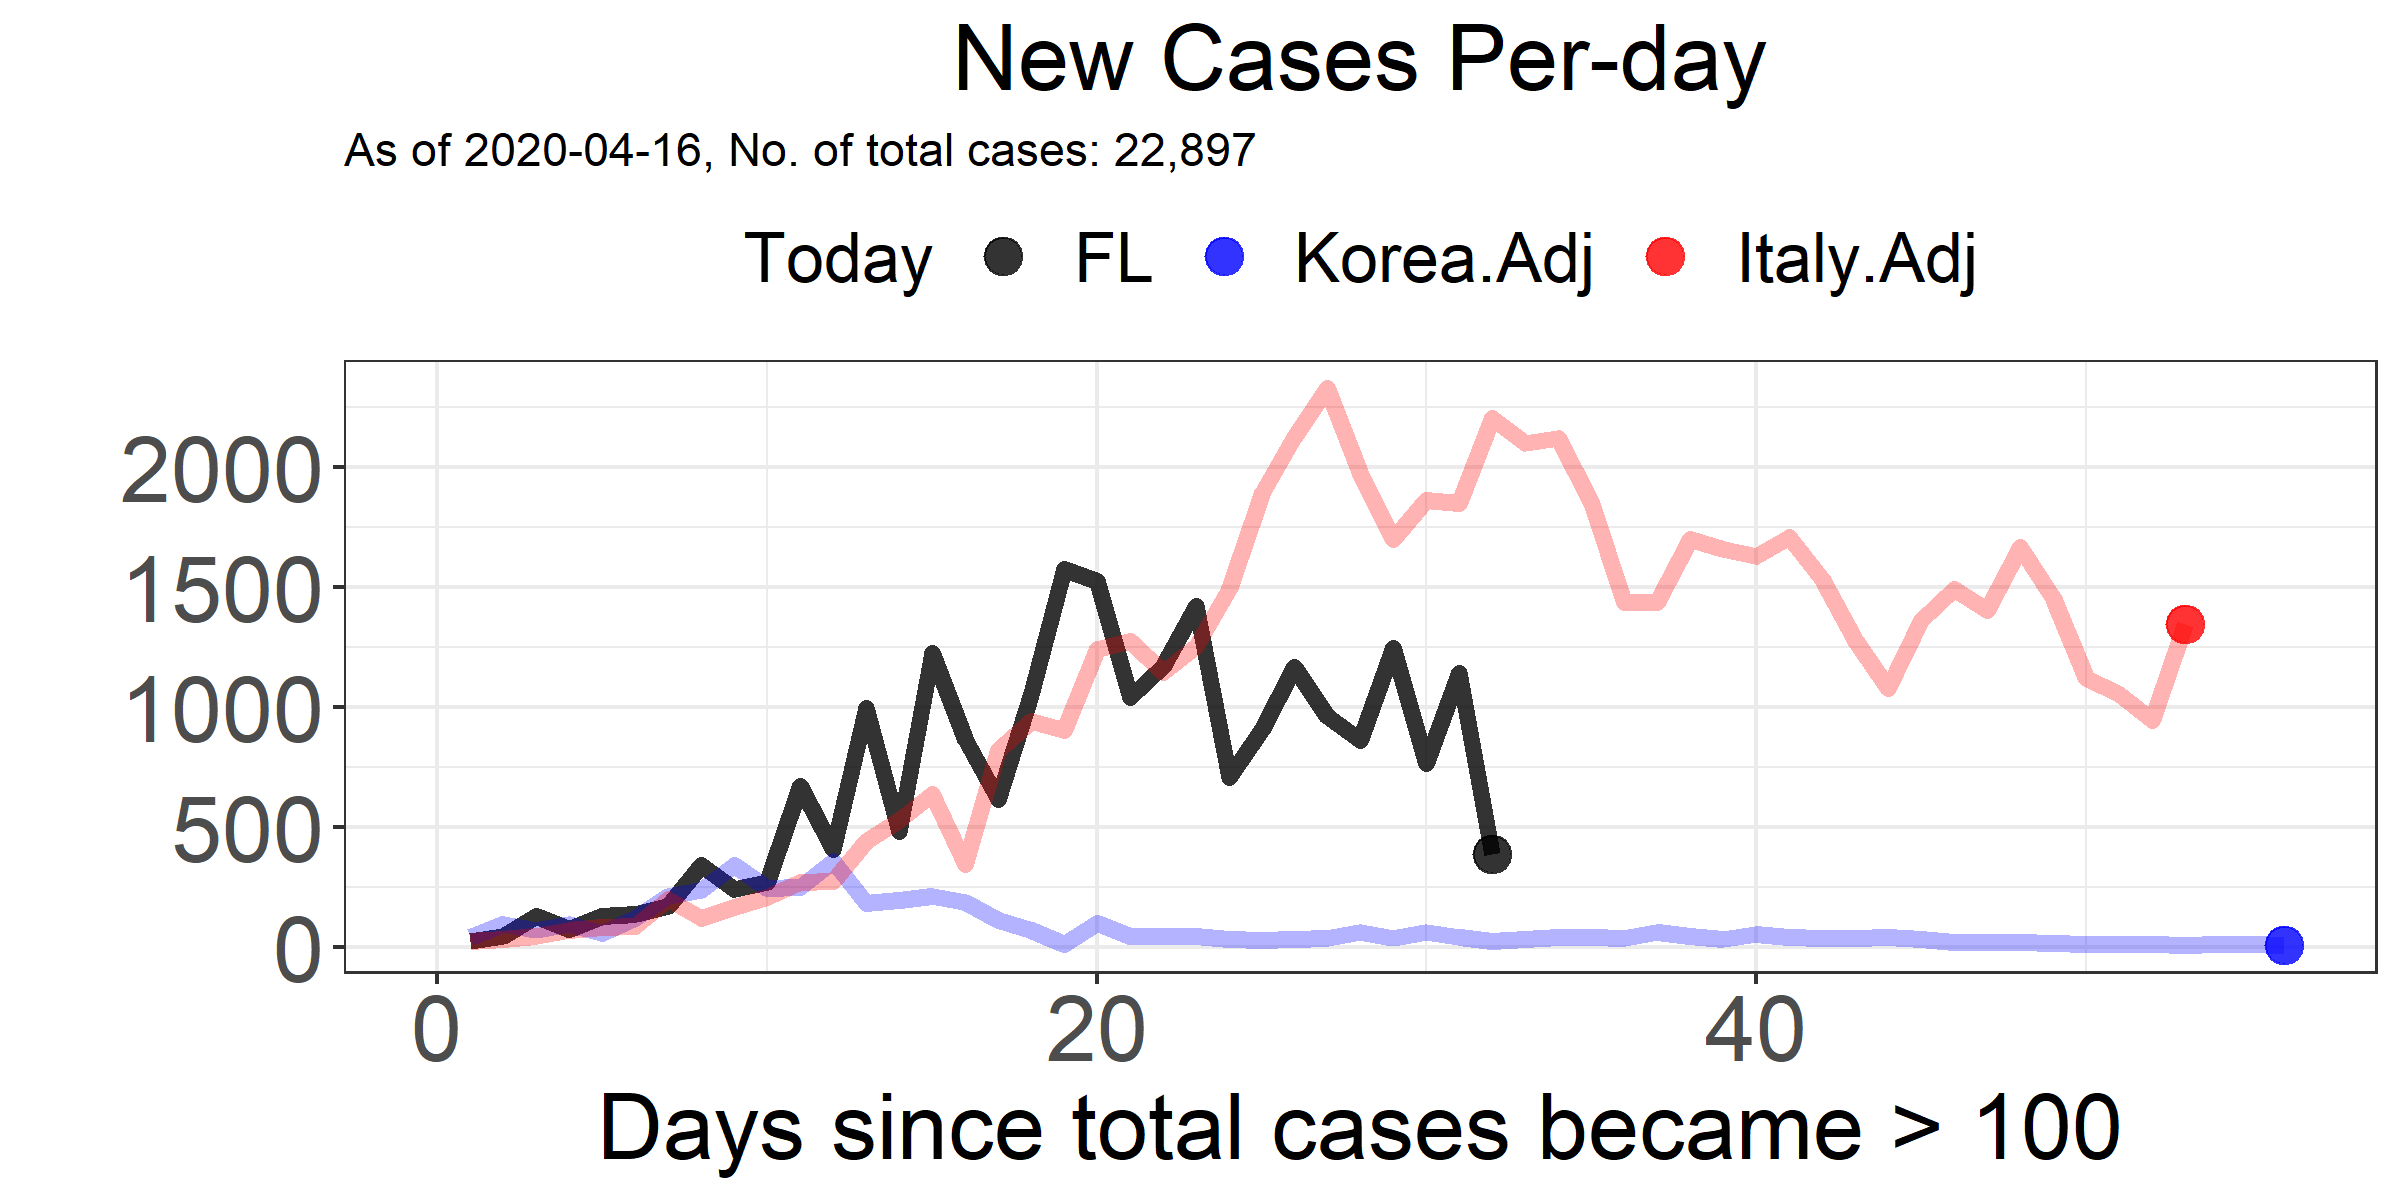 New Cases Per-day
As of 2020-04-16, No. of total cases: 22,897
Today FL Korea.Adj Italy.Adj
2000
1500
1000
500
0
0 20 40
Days since total cases became > 100